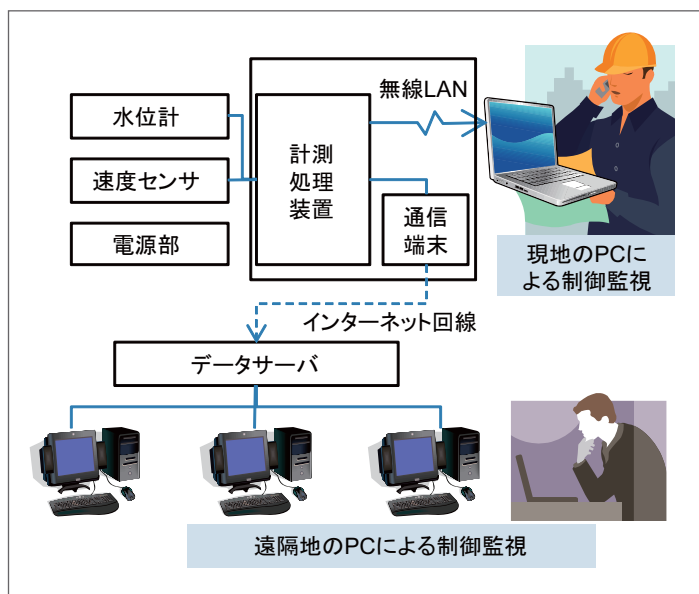 水位計
速度センサ
電源部
計測
処理
装置
無線LAN
通信
端末
現地のPCに
よる制御監視
インターネット回線
データサーバ
遠隔地のPCによる制御監視